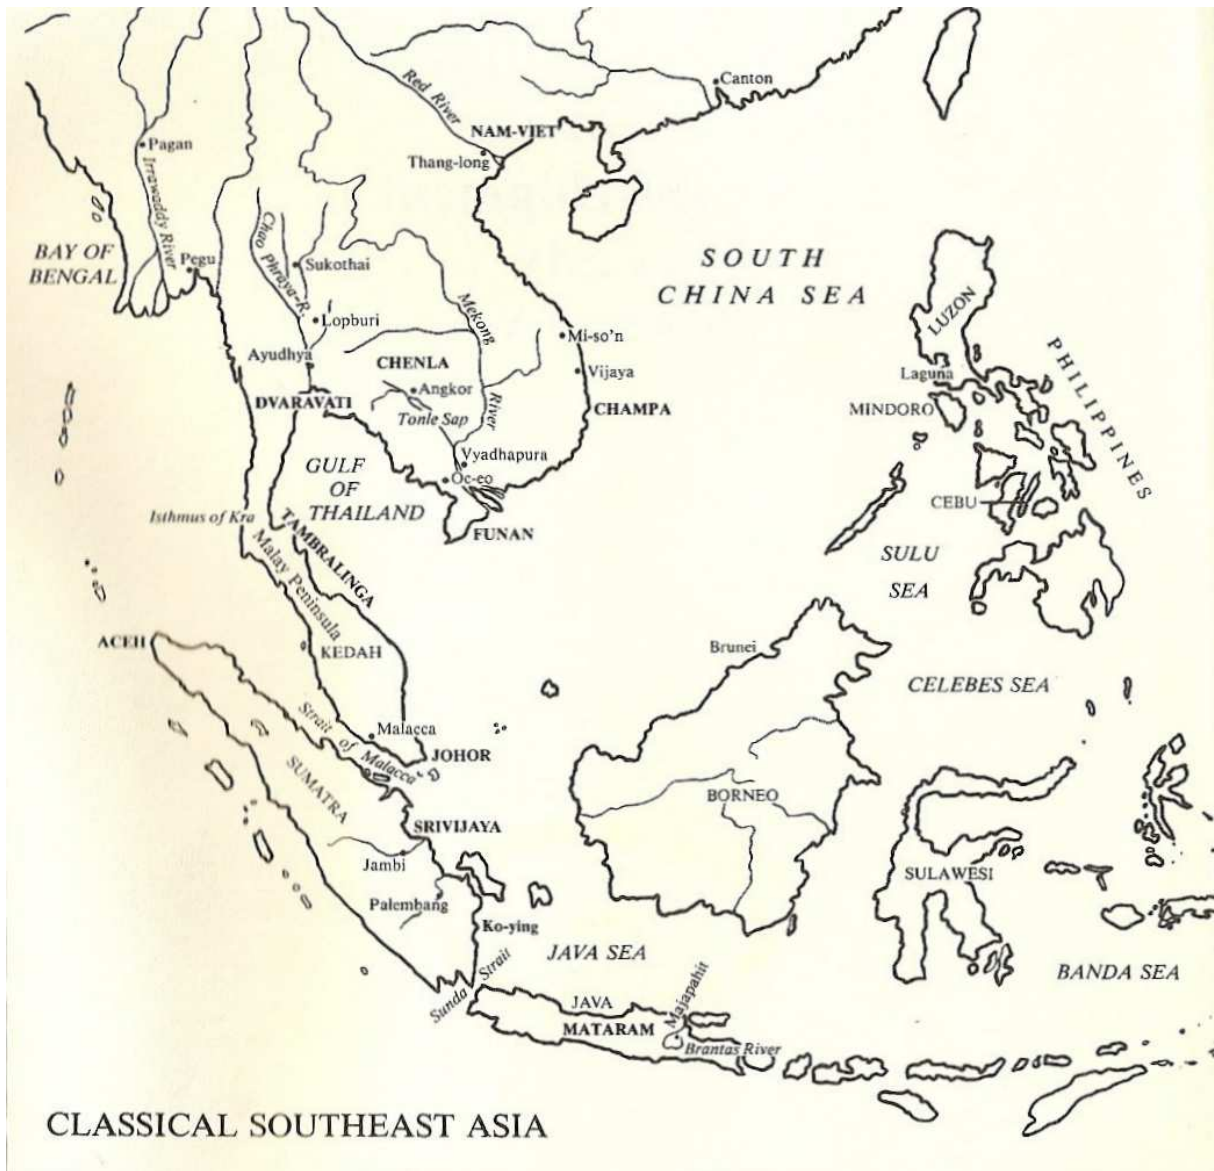 Canton
Red River
NAM-VIET
Thang-long
Pagan
Irrawaddy River
BAY OF
BENGAL
Pegu
Chao Phraya-R.
Sukothai
Lopburi
Ayudhya
DVARAVATI
CHENLA
Angkor
Tonle Sap
Mekong
River
Mi-so'n
Vijaya
CHAMPA
Vyadhapura
Oc-eo
FUNAN
GULF
OF
THAILAND
SOUTH
CHINA SEA
LUZON
Laguna
MINDORO
PHILIPPINES
CEBU
SULU
SEA
Isthmus of Kra
TAMBRALINGA
Malay Peninsula
KEDAH
ACEH
Malacca
JOHOR
Strait of Malacca
SUMATRA
SRIVIJAYA
Jambi
Palembang
Ko-ying
Sunda Strait
Brunei
BORNEO
CELEBES SEA
SULAWESI
JAVA SEA
BANDA SEA
JAVA
MATARAM
Majapahit
Brantas River
CLASSICAL SOUTHEAST ASIA